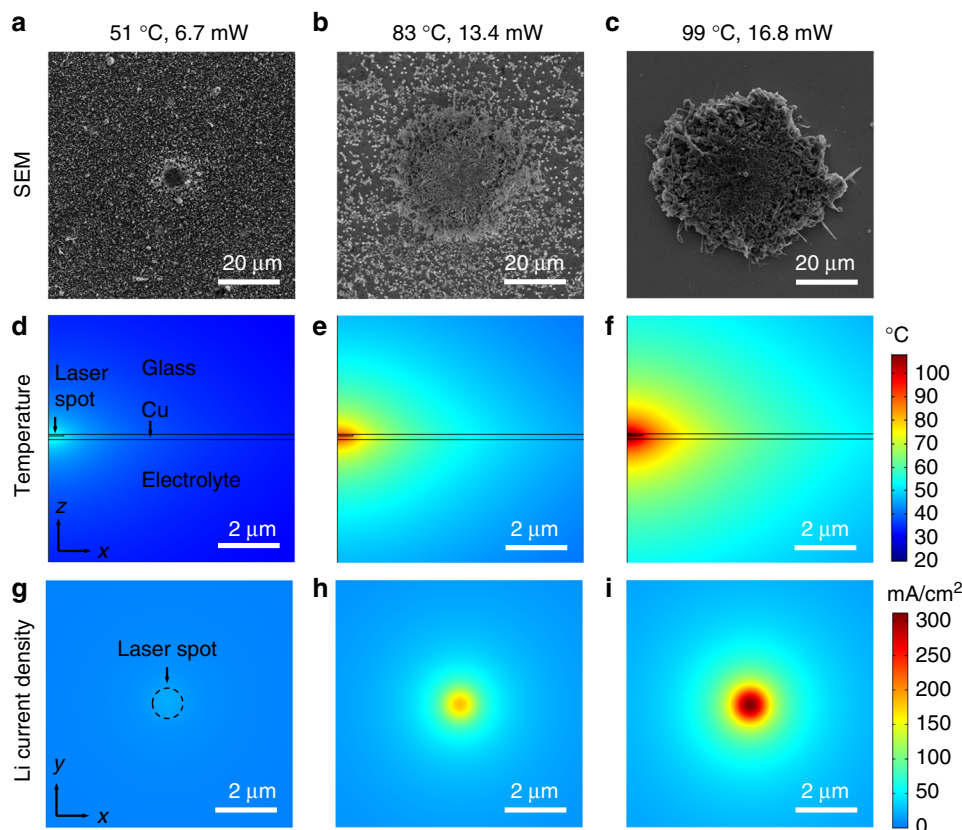 a
51 °C, 6.7 mW
b
83 °C, 13.4 mW
c
99 °C, 16.8 mW
SEM
20 μm
20 μm
20 μm
d
e
f
Temperature
Laser
spot
Glass
Cu
Electrolyte
z
x
2 μm
2 μm
2 μm
°C
100
90
80
70
60
50
40
30
20
g
h
i
Li current density
Laser spot
y
x
2 μm
2 μm
2 μm
mA/cm²
300
250
200
150
100
50
0